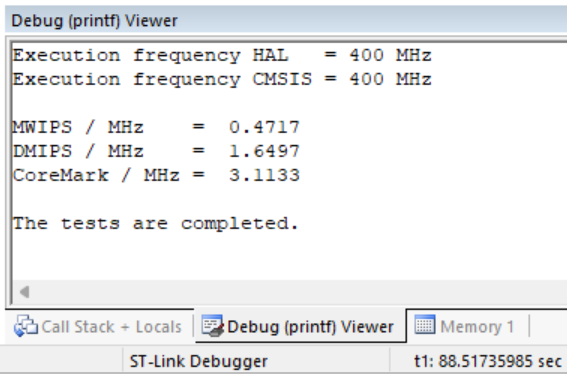 Debug (printf) Viewer
Execution frequency HAL   = 400 MHz
Execution frequency CMSIS = 400 MHz
MWIPS / MHz    =  0.4717
DMIPS / MHz    =  1.6497
CoreMark / MHz =  3.1133
The tests are completed.
Call Stack + Locals Debug (printf) Viewer Memory 1
ST-Link Debugger t1: 88.51735985 sec